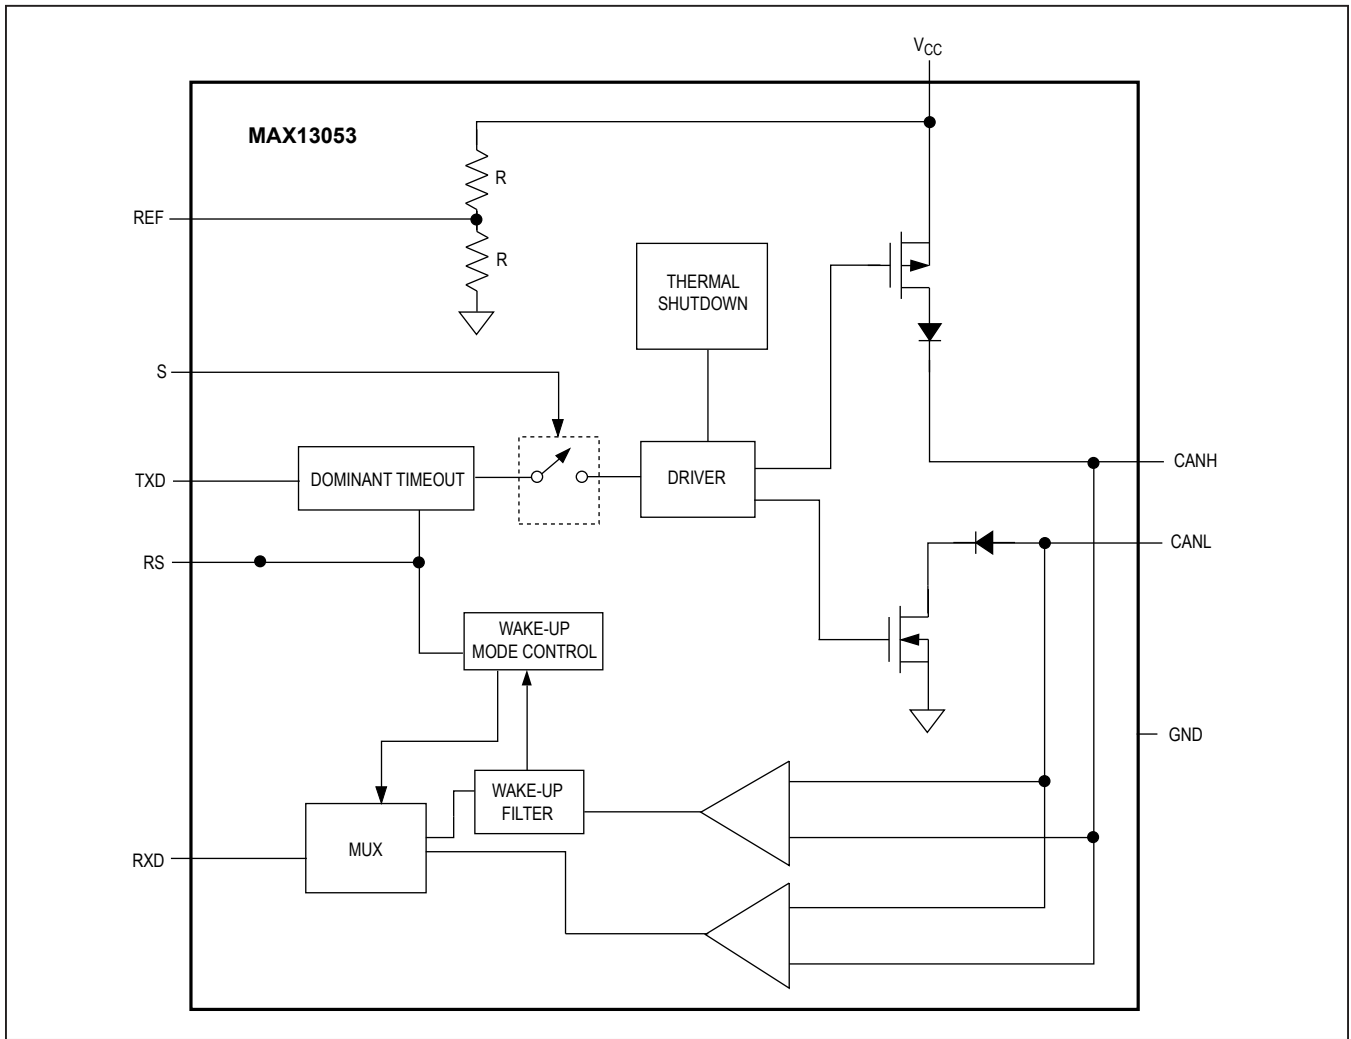 VCC
MAX13053
R
REF
R
THERMAL
SHUTDOWN
S
CANH
DOMINANT TIMEOUT
DRIVER
TXD
CANL
RS
WAKE-UP
MODE CONTROL
GND
WAKE-UP
FILTER
MUX
RXD